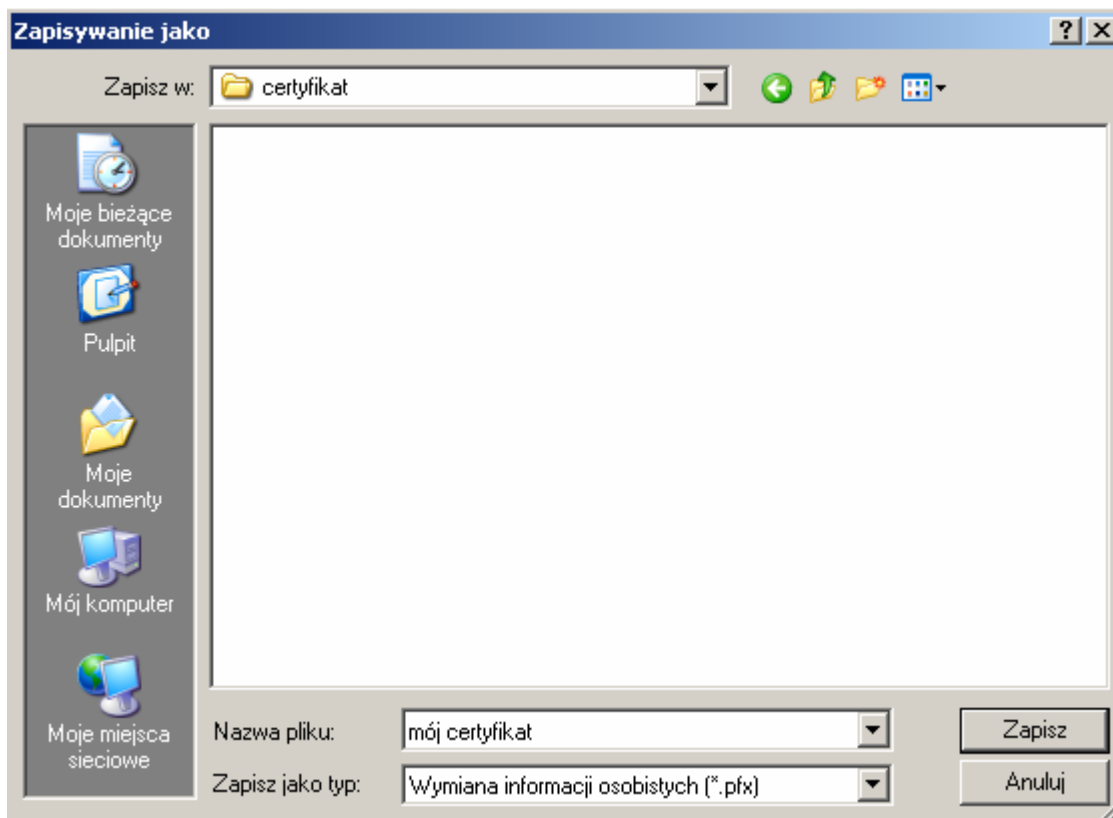 Zapisywanie jako
Zapisz w:
certyfikat
Moje bieżące
dokumenty
Pulpit
Moje
dokumenty
Mój komputer
Moje miejsca
sieciowe
Nazwa pliku:
mój certyfikat
Zapisz
Zapisz jako typ:
Wymiana informacji osobistych (*.pfx)
Anuluj